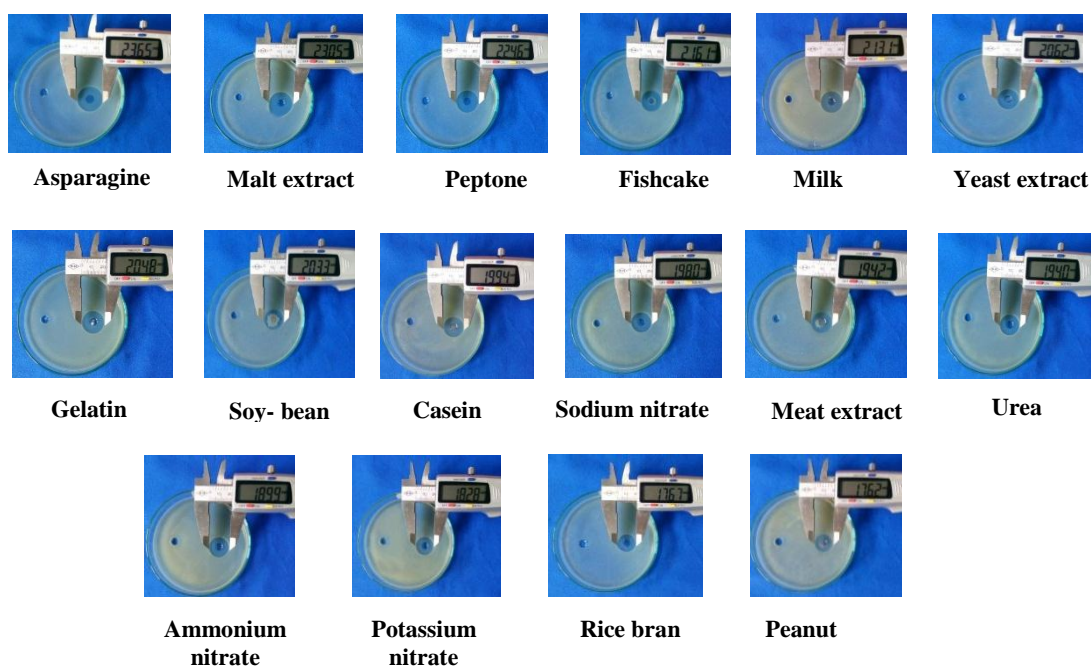 23.65 23.05 22.46 21.61 21.31 20.62
Asparagine Malt extract Peptone Fishcake Milk Yeast extract
20.48 20.33 19.94 19.80 19.42 19.40
Gelatin Soy- bean Casein Sodium nitrate Meat extract Urea
18.99 18.28 17.67 17.62
Ammonium Potassium Rice bran Peanut
nitrate nitrate